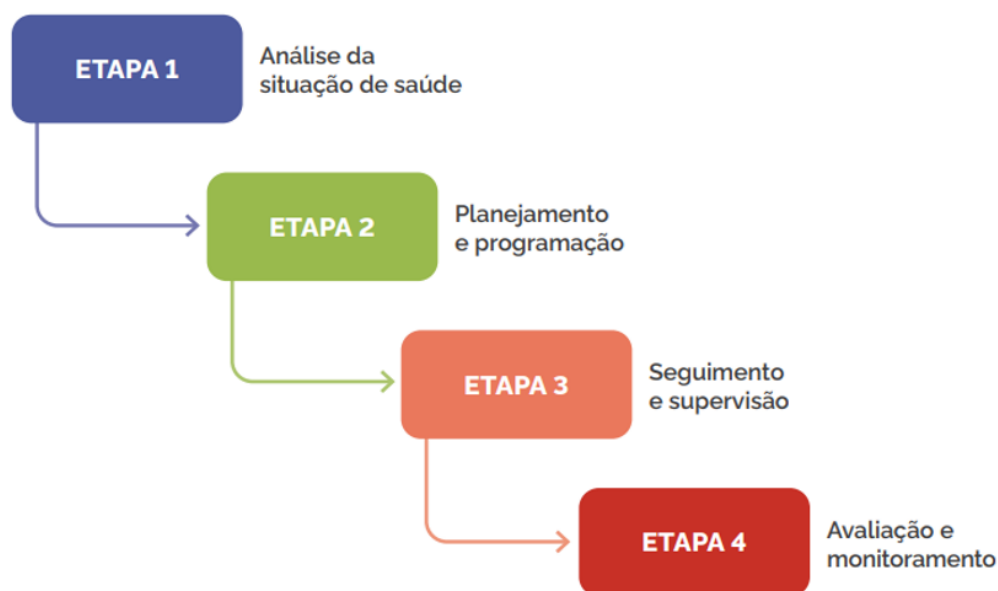 ETAPA 1
Análise da
situação de saúde
ETAPA 2
Planejamento
e programação
ETAPA 3
Seguimento
e supervisão
ETAPA 4
Avaliação e
monitoramento